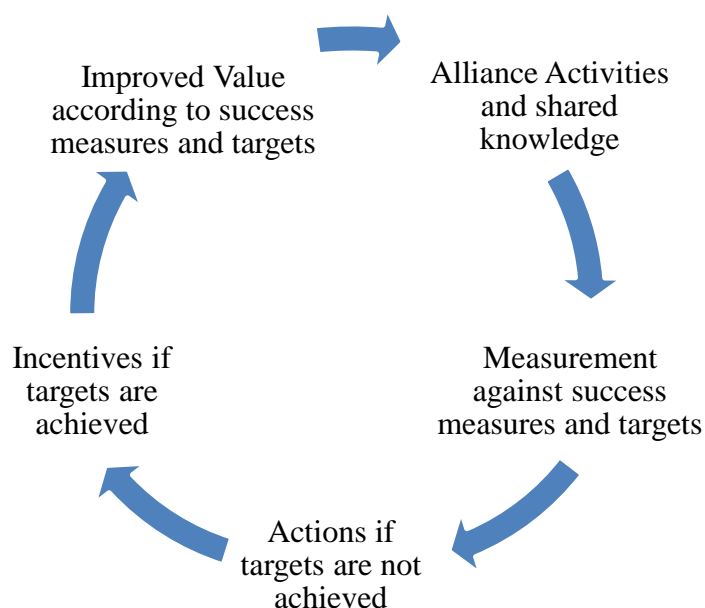 Improved Value
according to success
measures and targets
Alliance Activities
and shared
knowledge
Measurement
against success
measures and targets
Actions if
targets are not
achieved
Incentives if
targets are
achieved